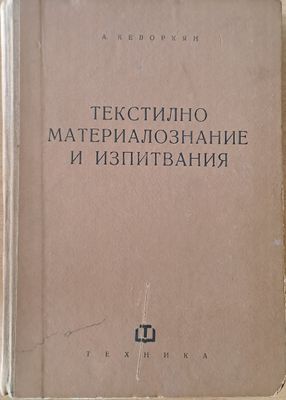 А. КЕВОРКЯН
ТЕКСТИЛНО
МАТЕРИАЛОЗНАНИЕ
И ИЗПИТВАНИЯ
Т
ТЕХНИКА